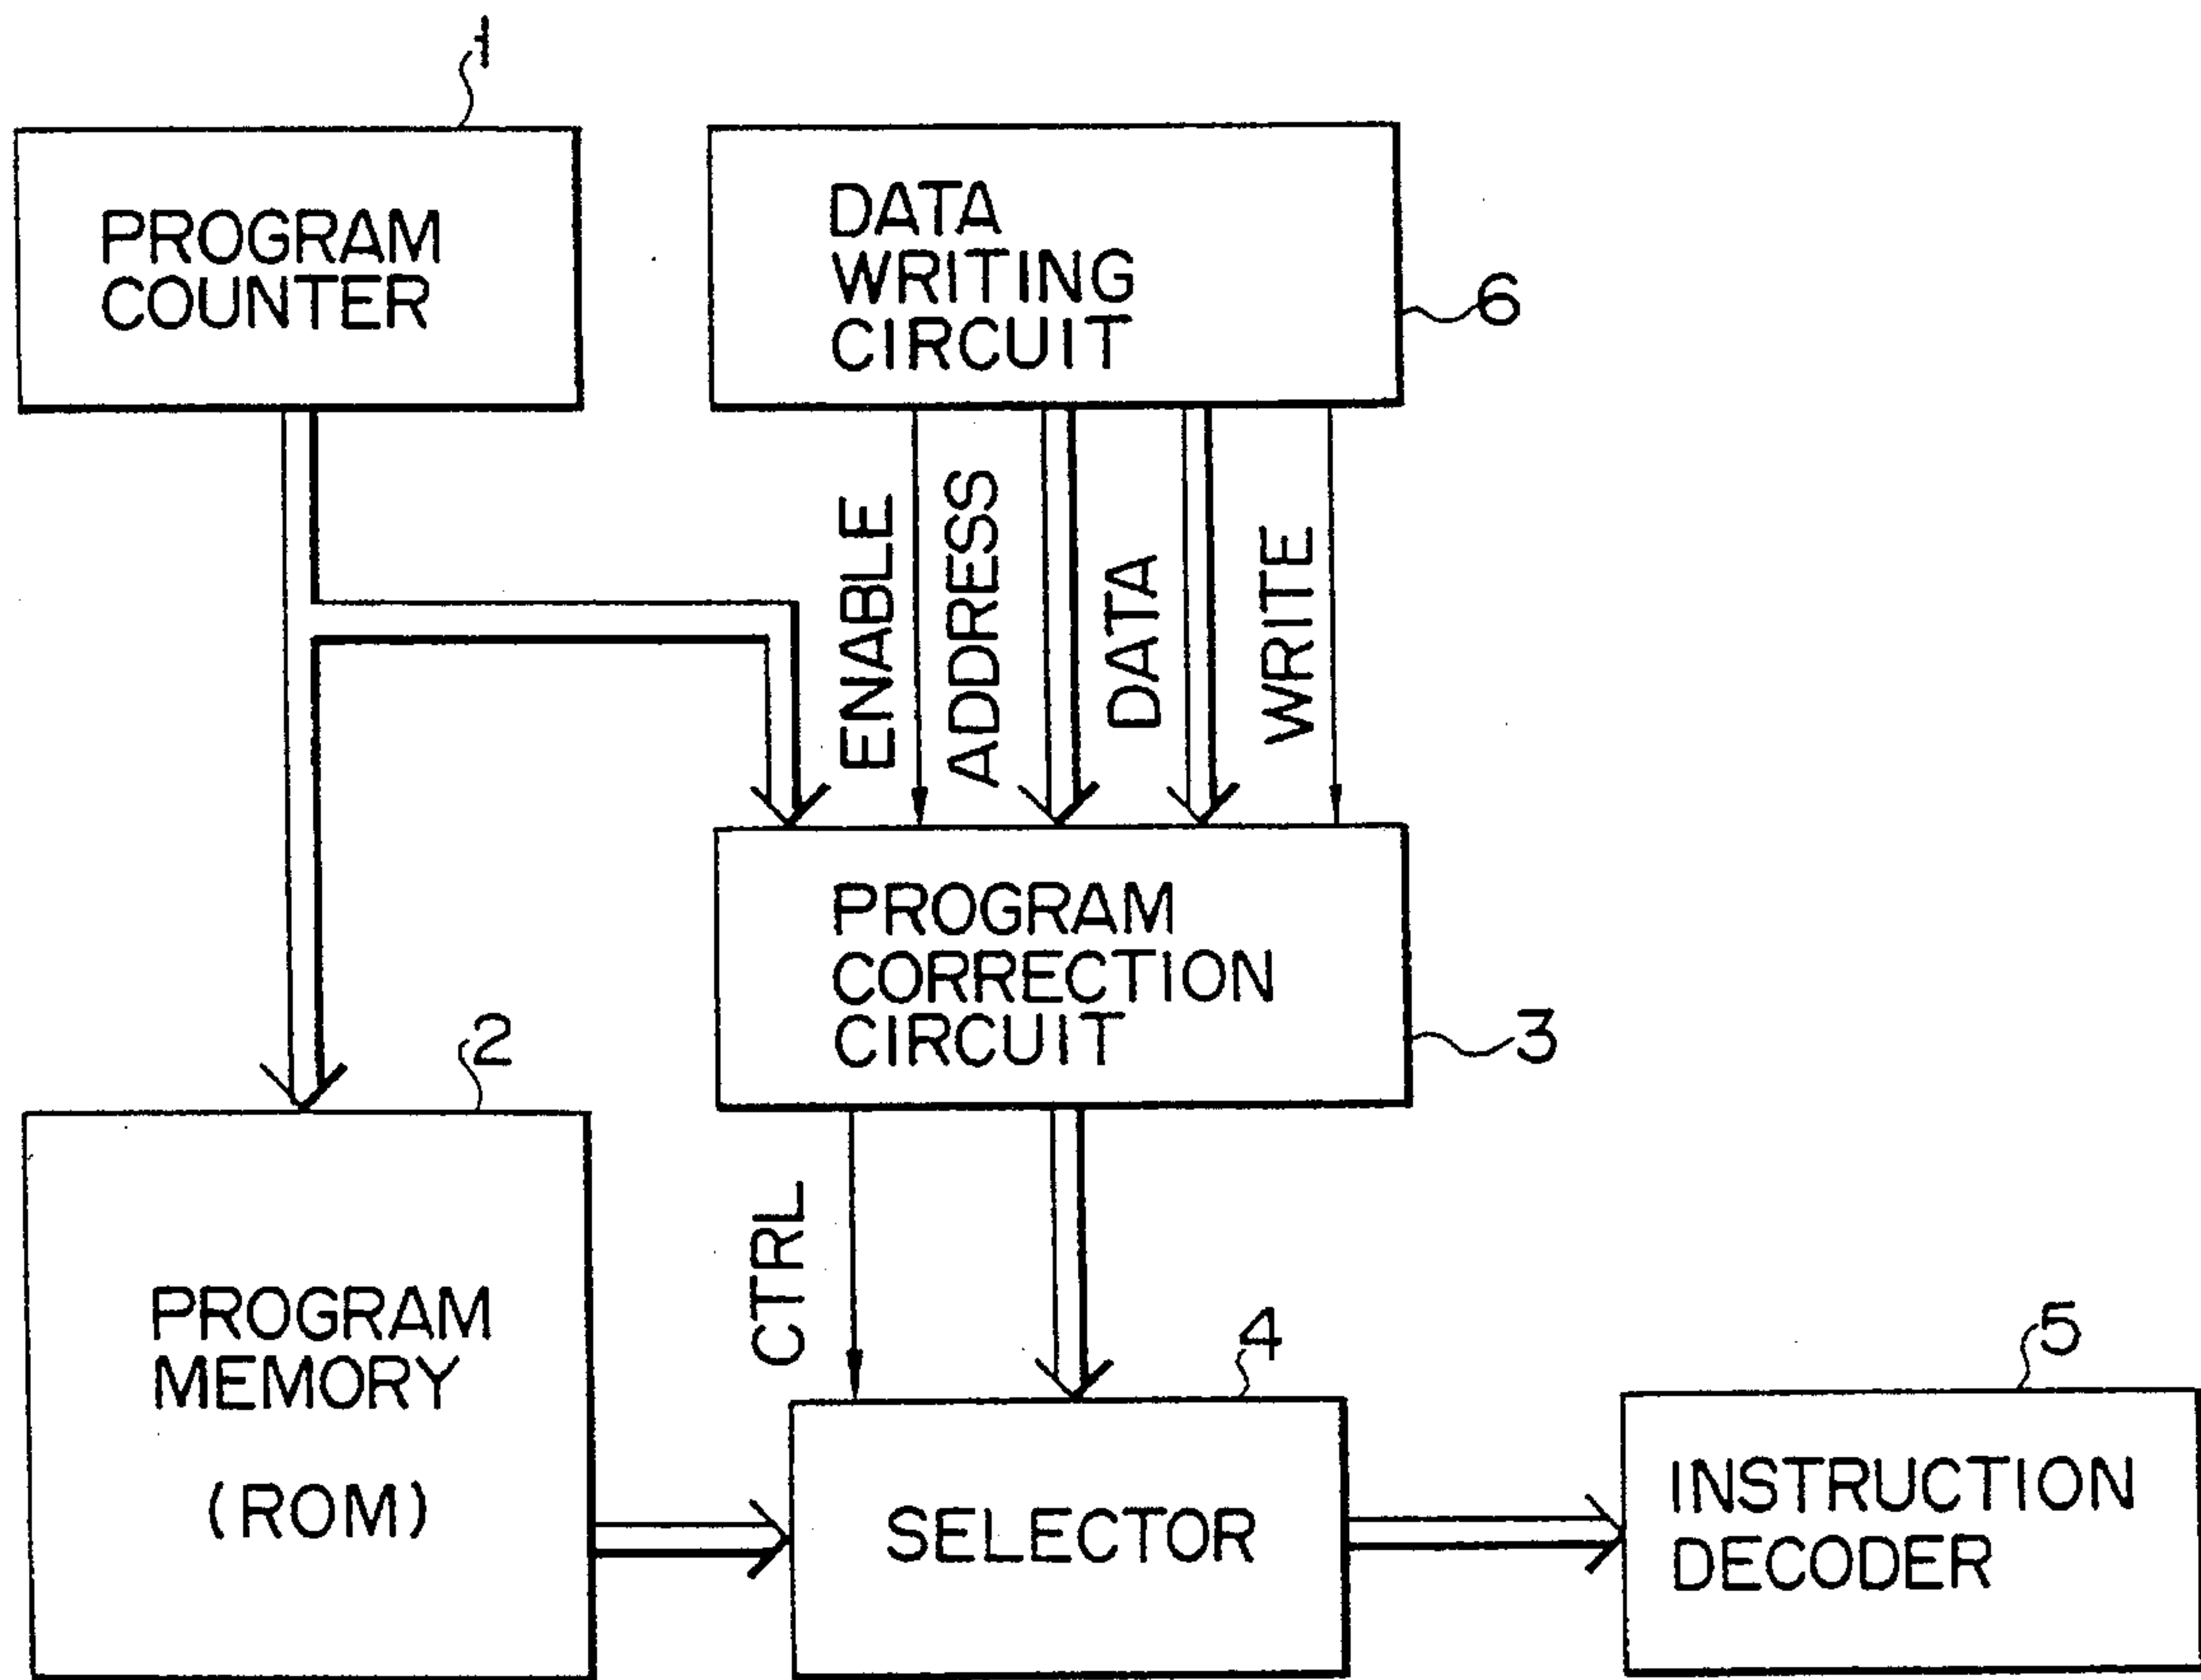 1
PROGRAM
COUNTER
DATA
WRITING
CIRCUIT
6
ENABLE
ADDRESS
DATA
WRITE
PROGRAM
CORRECTION
CIRCUIT
3
2
PROGRAM
MEMORY
(ROM)
CTRL
4
SELECTOR
5
INSTRUCTION
DECODER